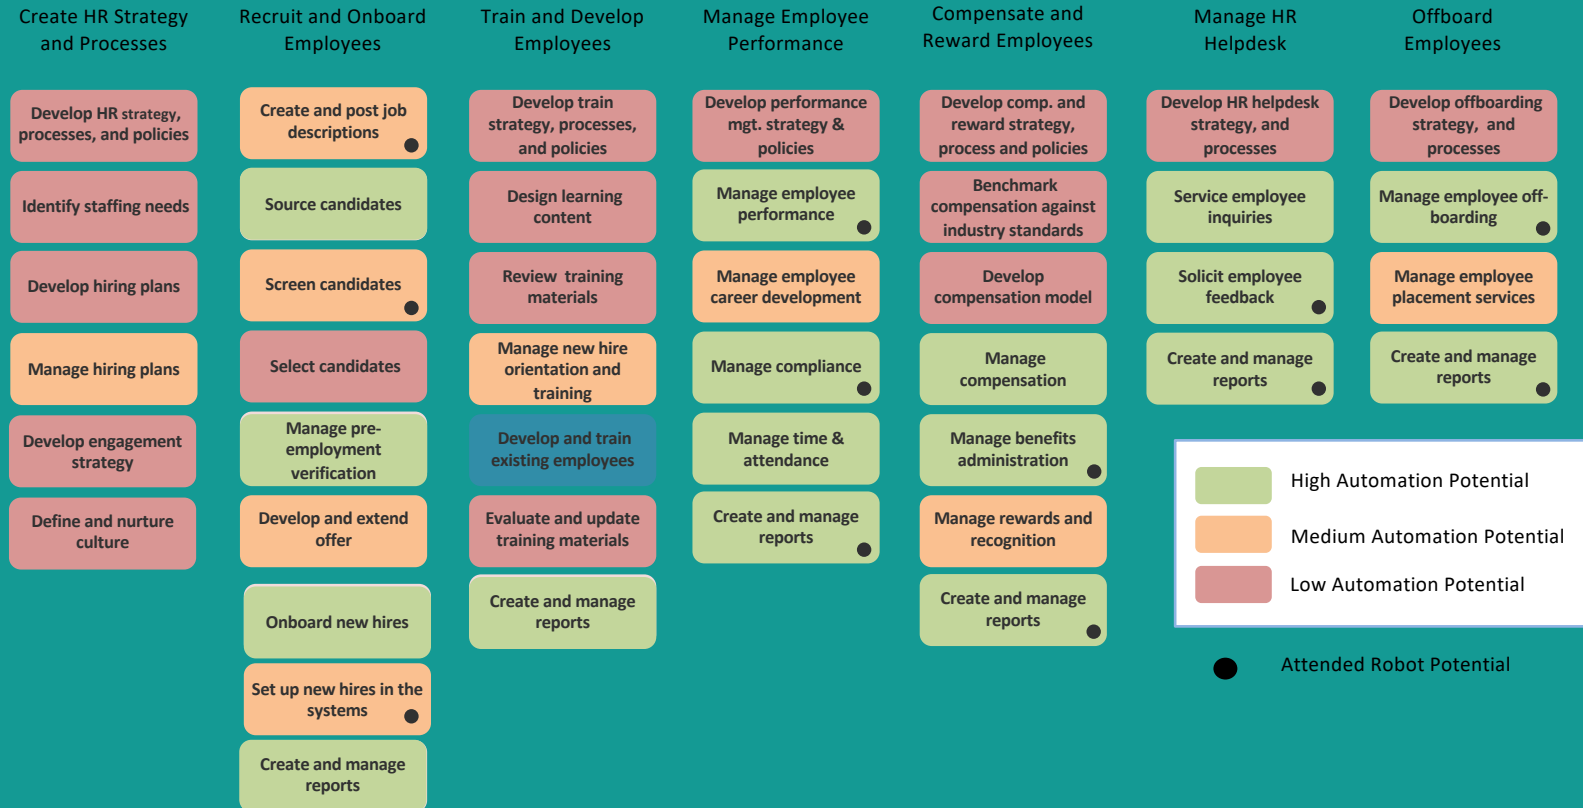 Create HR Strategy
and Processes
Develop HR strategy,
processes, and policies
Identify staffing needs
Develop hiring plans
Manage hiring plans
Develop engagement
strategy
Define and nurture
culture
Recruit and Onboard
Employees
Create and post job
descriptions
Source candidates
Screen candidates
Select candidates
Manage pre-
employment
verification
Develop and extend
offer
Onboard new hires
Set up new hires in the
systems
Create and manage
reports
Train and Develop
Employees
Develop train
strategy, processes,
and policies
Design learning
content
Review training
materials
Manage new hire
orientation and
training
Develop and train
existing employees
Evaluate and update
training materials
Create and manage
reports
Manage Employee
Performance
Develop performance
mgt. strategy &
policies
Manage employee
performance
Manage employee
career development
Manage compliance
Manage time &
attendance
Create and manage
reports
Compensate and
Reward Employees
Develop comp. and
reward strategy,
process and policies
Benchmark
compensation against
industry standards
Develop
compensation model
Manage
compensation
Manage benefits
administration
Manage rewards and
recognition
Create and manage
reports
Manage HR
Helpdesk
Develop HR helpdesk
strategy, and
processes
Service employee
inquiries
Solicit employee
feedback
Create and manage
reports
Offboard
Employees
Develop offboarding
strategy, and
processes
Manage employee off-
boarding
Manage employee
placement services
Create and manage
reports
High Automation Potential
Medium Automation Potential
Low Automation Potential
Attended Robot Potential